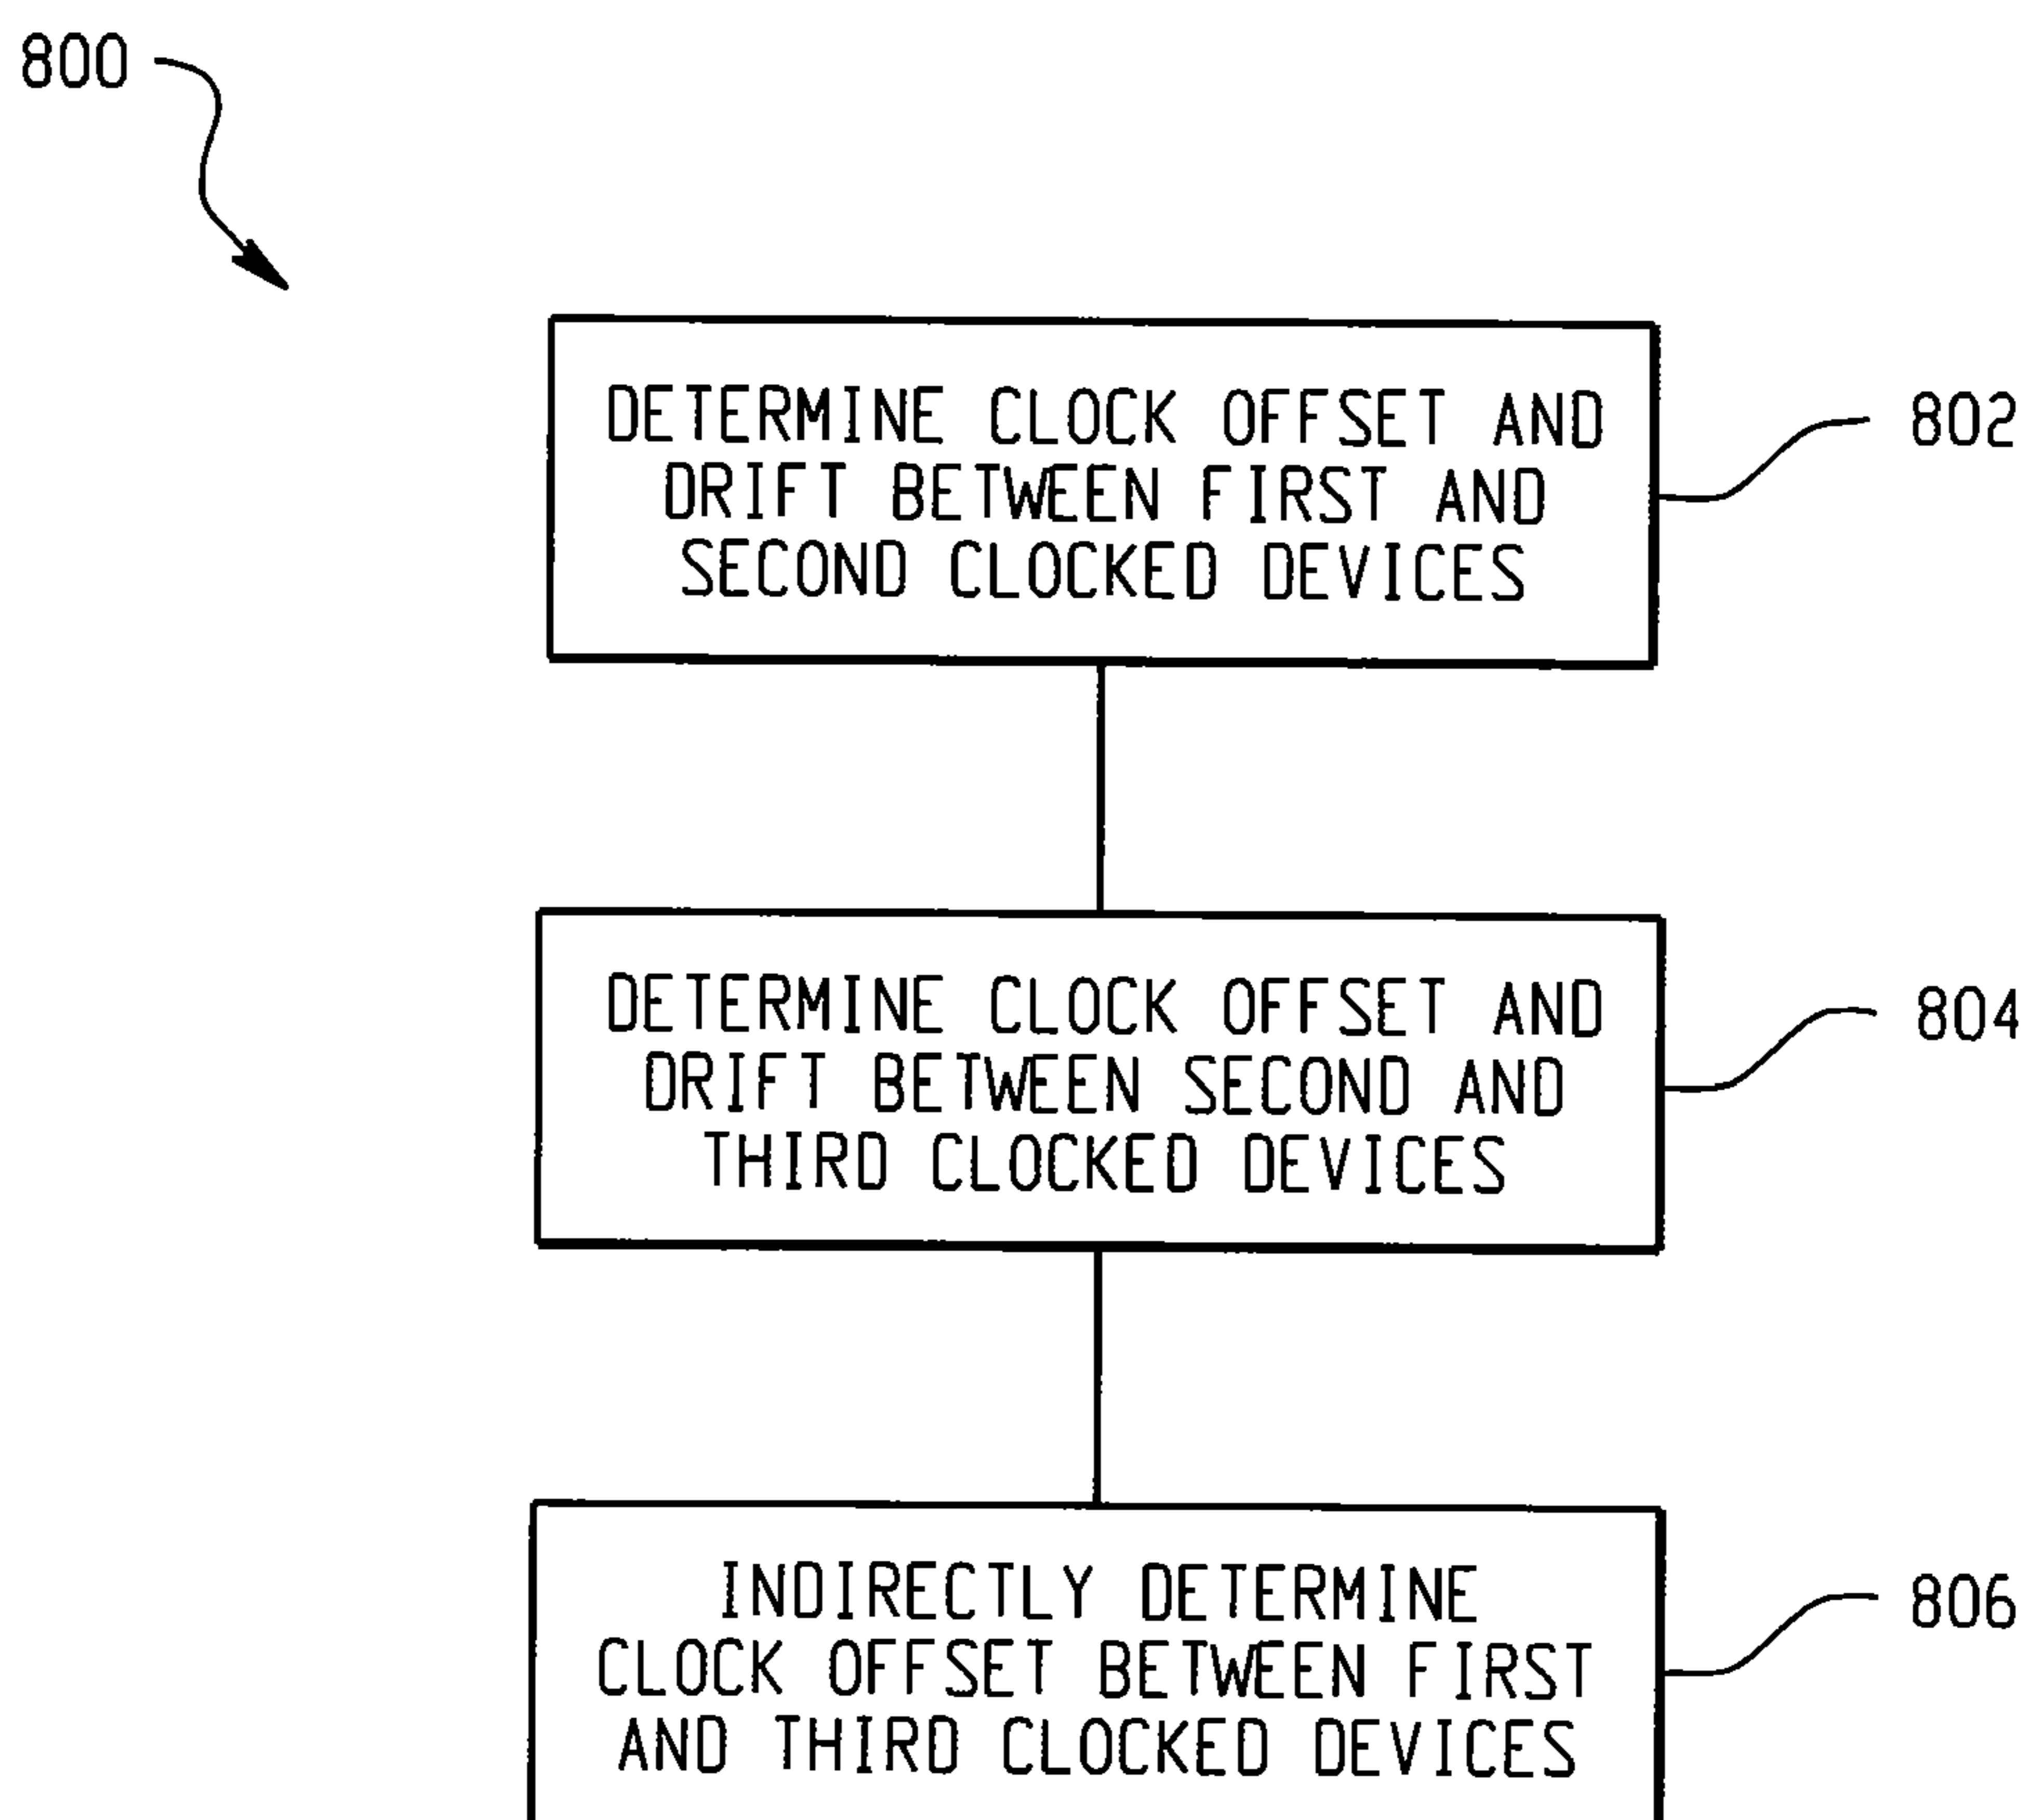 800
DETERMINE CLOCK OFFSET AND
DRIFT BETWEEN FIRST AND
SECOND CLOCKED DEVICES
802
DETERMINE CLOCK OFFSET AND
DRIFT BETWEEN SECOND AND
THIRD CLOCKED DEVICES
804
INDIRECTLY DETERMINE
CLOCK OFFSET BETWEEN FIRST
AND THIRD CLOCKED DEVICES
806